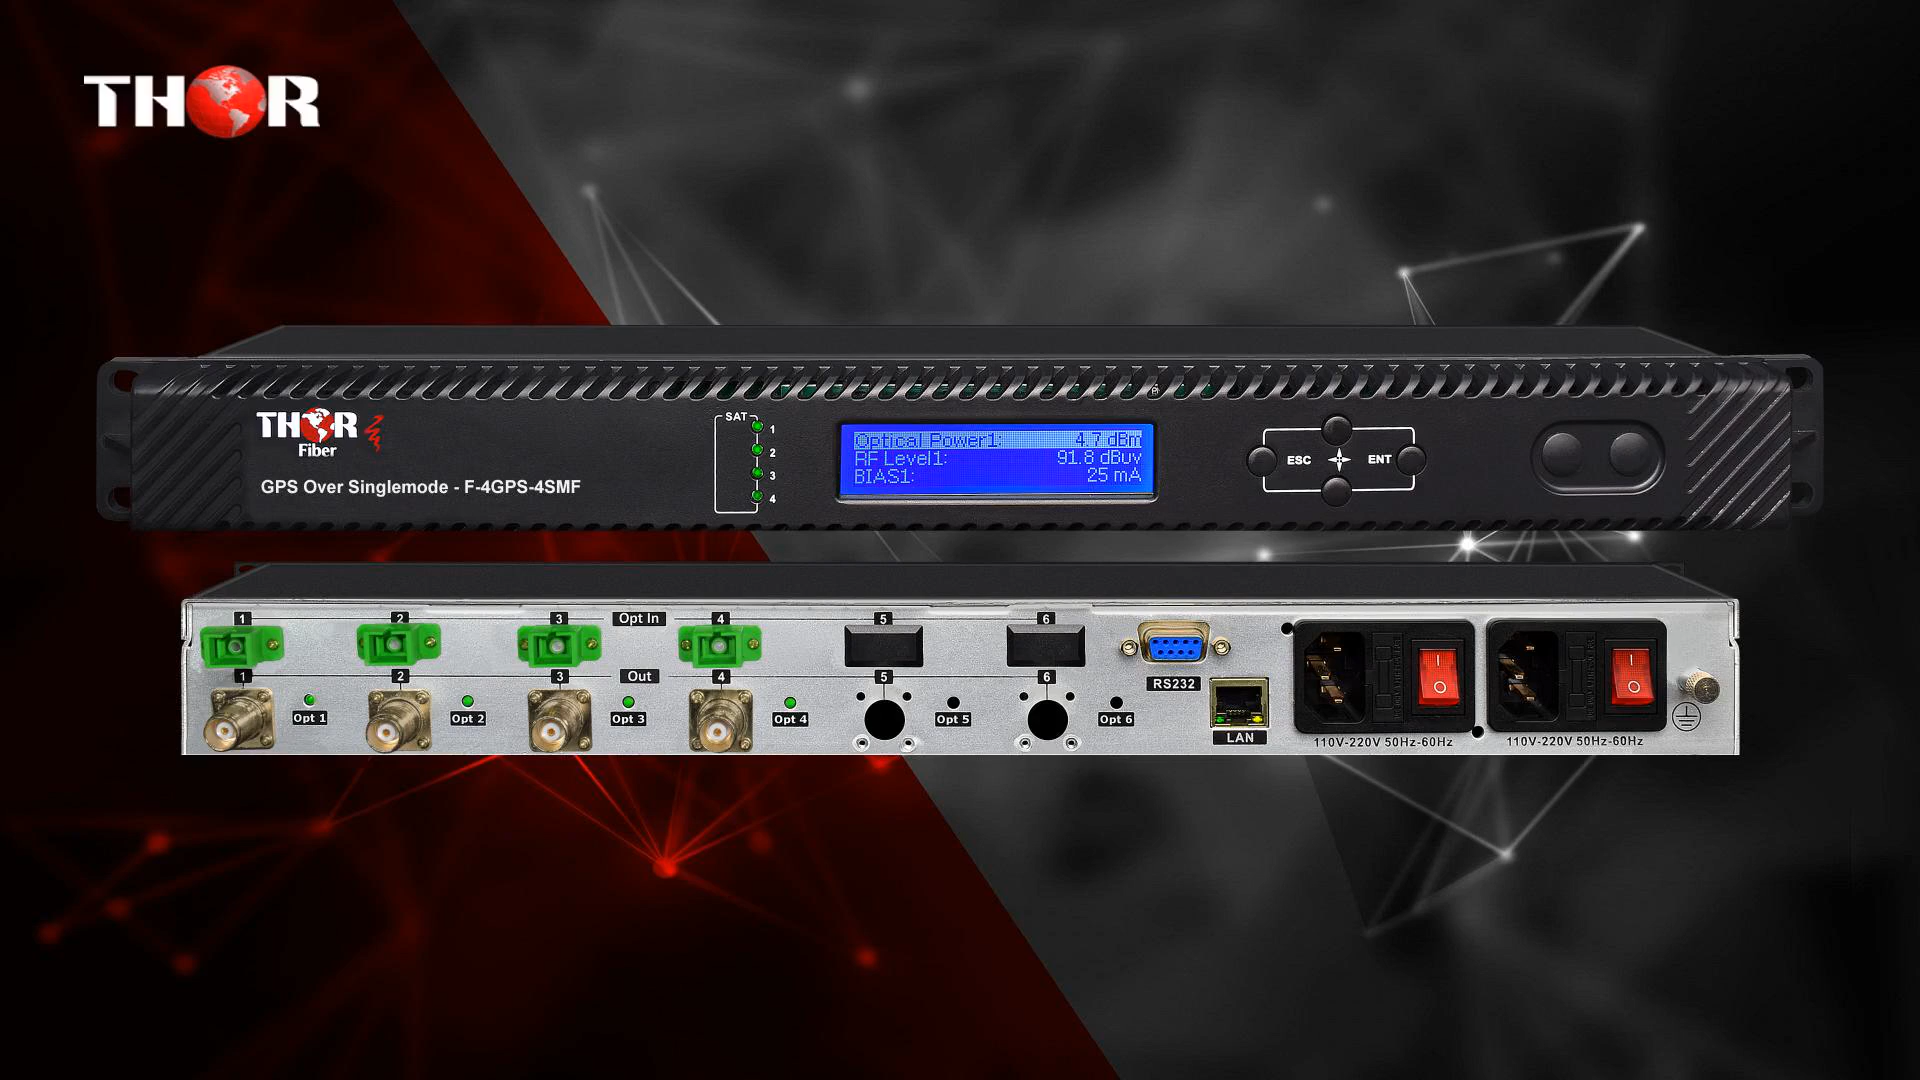 THOR
THOR
Fiber
GPS Over Singlemode - F-4GPS-4SMF
SAT
1
2
3
4
Optical Power1: 4.7 dBm
RF Level1: 91.8 dBuv
BIAS1: 25 mA
ESC ENT
1 2 3 Opt In 4 5 6
1 2 3 Out 4 5 6
Opt 1 Opt 2 Opt 3 Opt 4 Opt 5 Opt 6
RS232
LAN
110V-220V 50Hz-60Hz 110V-220V 50Hz-60Hz